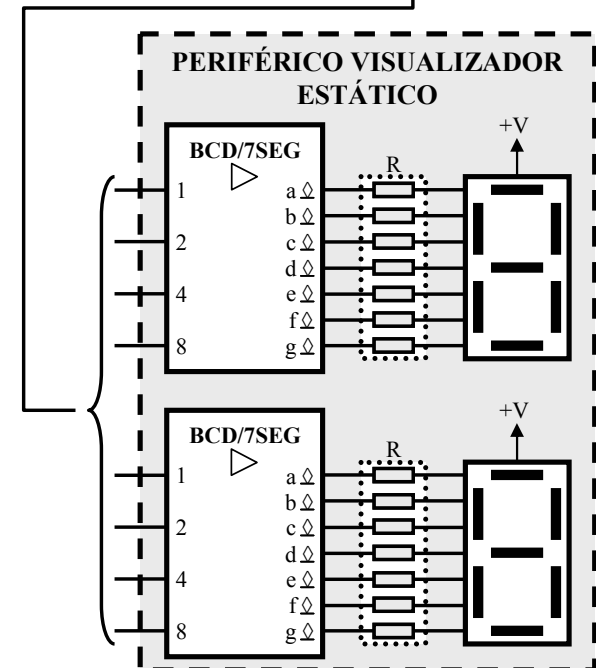 PERIFÉRICO VISUALIZADOR
ESTÁTICO
+V
BCD/7SEG
R
1
2
4
8
a
b
c
d
e
f
g
+V
BCD/7SEG
R
1
2
4
8
a
b
c
d
e
f
g